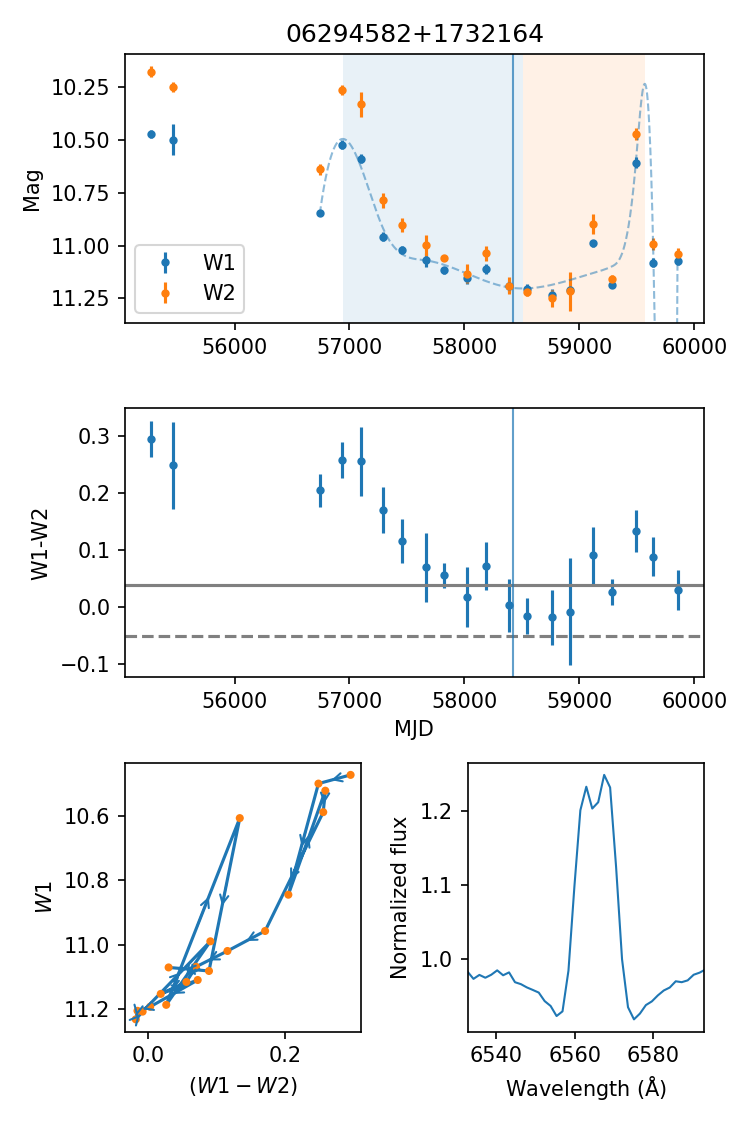 06294582+1732164
Mag
10.25
10.50
10.75
11.00
11.25
W1
W2
56000 57000 58000 59000 60000
W1-W2
0.3
0.2
0.1
0.0
−0.1
56000 57000 58000 59000 60000
MJD
W1
10.6
10.8
11.0
11.2
0.0 0.2
(W1 − W2)
Normalized flux
1.2
1.1
1.0
6540 6560 6580
Wavelength (Å)